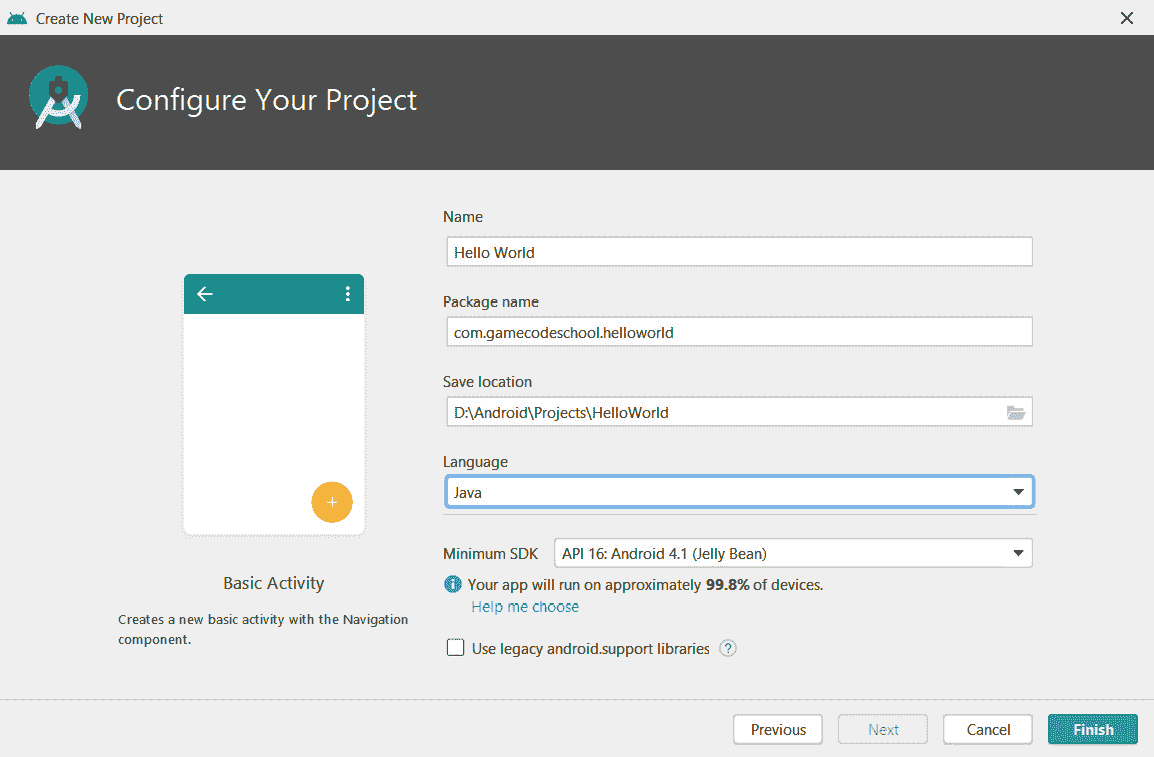 Create New Project
Configure Your Project
Name
Hello World
Package name
com.gamecodeschool.helloworld
Save location
D:\Android\Projects\HelloWorld
Language
Java
Minimum SDK
API 16: Android 4.1 (Jelly Bean)
Your app will run on approximately 99.8% of devices.
Help me choose
Use legacy android.support libraries ?
Basic Activity
Creates a new basic activity with the Navigation
component.
Previous
Next
Cancel
Finish